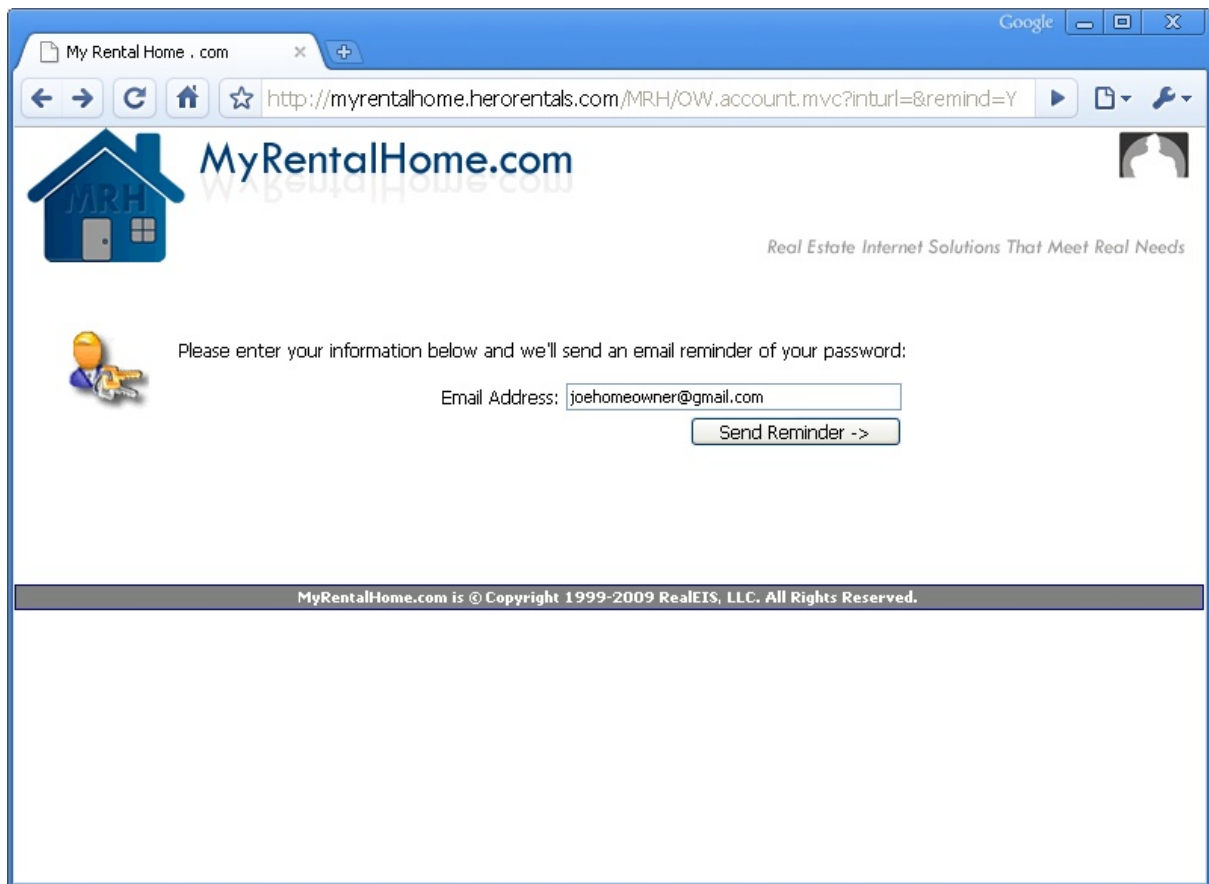 Google
My Rental Home . com
http://myrentalhome.herorentals.com/MRH/OW.account.mvc?inturl=&remind=Y
MRH
MyRentalHome.com
Real Estate Internet Solutions That Meet Real Needs
Please enter your information below and we'll send an email reminder of your password:
Email Address: joehomeowner@gmail.com
Send Reminder ->
MyRentalHome.com is © Copyright 1999-2009 RealEIS, LLC. All Rights Reserved.